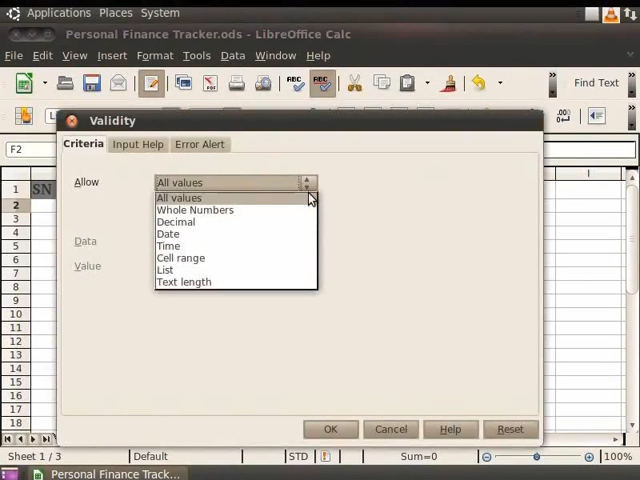 Applications Places System
Personal Finance Tracker.ods - LibreOffice Calc
File Edit View Insert Format Tools Data Window Help
ABC ABC Find Text
.000
F2
Validity
Criteria Input Help Error Alert
Allow All values
All values
Whole Numbers
Decimal
Date
Time
Cell range
List
Text length
Data
Value
OK Cancel Help Reset
I
1 SN
2
3
4
5
6
7
8
9
10
11
12
13
14
15
16
17
18
Sheet 1 / 3 Default STD Sum=0 100%
Personal Finance Track...